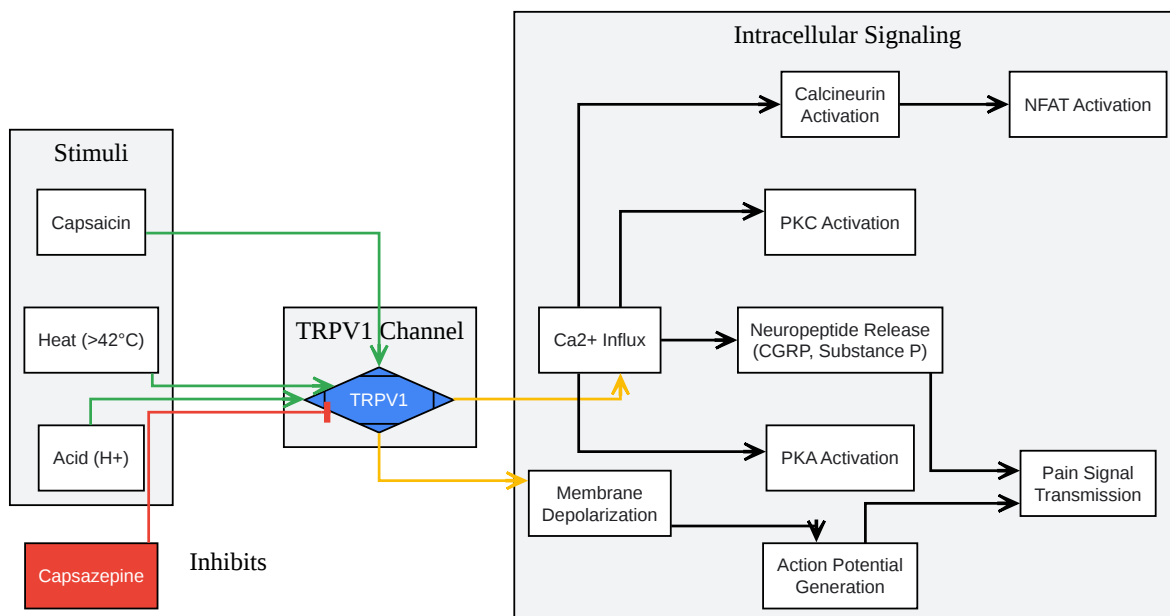 Intracellular Signaling
Calcineurin
Activation
NFAT Activation
Stimuli
Capsaicin
PKC Activation
Heat (>42°C)
TRPV1 Channel
Ca2+ Influx
Neuropeptide Release
(CGRP, Substance P)
TRPV1
Acid (H+)
PKA Activation
Pain Signal
Transmission
Membrane
Depolarization
Capsazepine
Inhibits
Action Potential
Generation